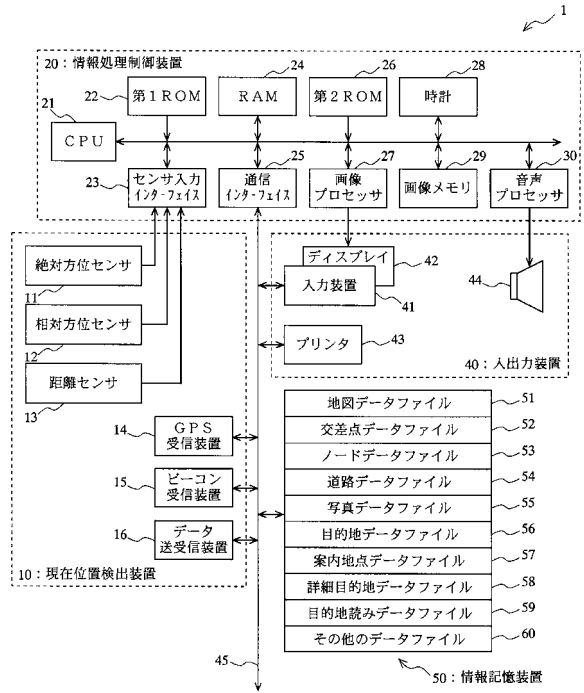 1
20：情報処理制御装置
24
26
28
22
第１ROM
ＲＡＭ
第２ROM
時計
21
ＣＰＵ
25
27
29
30
23
センサ入力
インターフェイス
通信
インターフェイス
画像
プロセッサ
画像メモリ
音声
プロセッサ
絶対方位センサ
11
相対方位センサ
12
距離センサ
13
ディスプレイ
42
入力装置
41
44
プリンタ
43
40：入出力装置
14
ＧＰＳ
受信装置
15
ビーコン
受信装置
16
データ
送受信装置
10：現在位置検出装置
地図データファイル
51
交差点データファイル
52
ノードデータファイル
53
道路データファイル
54
写真データファイル
55
目的地データファイル
56
案内地点データファイル
57
詳細目的地データファイル
58
目的地読みデータファイル
59
その他のデータファイル
60
45
50：情報記憶装置